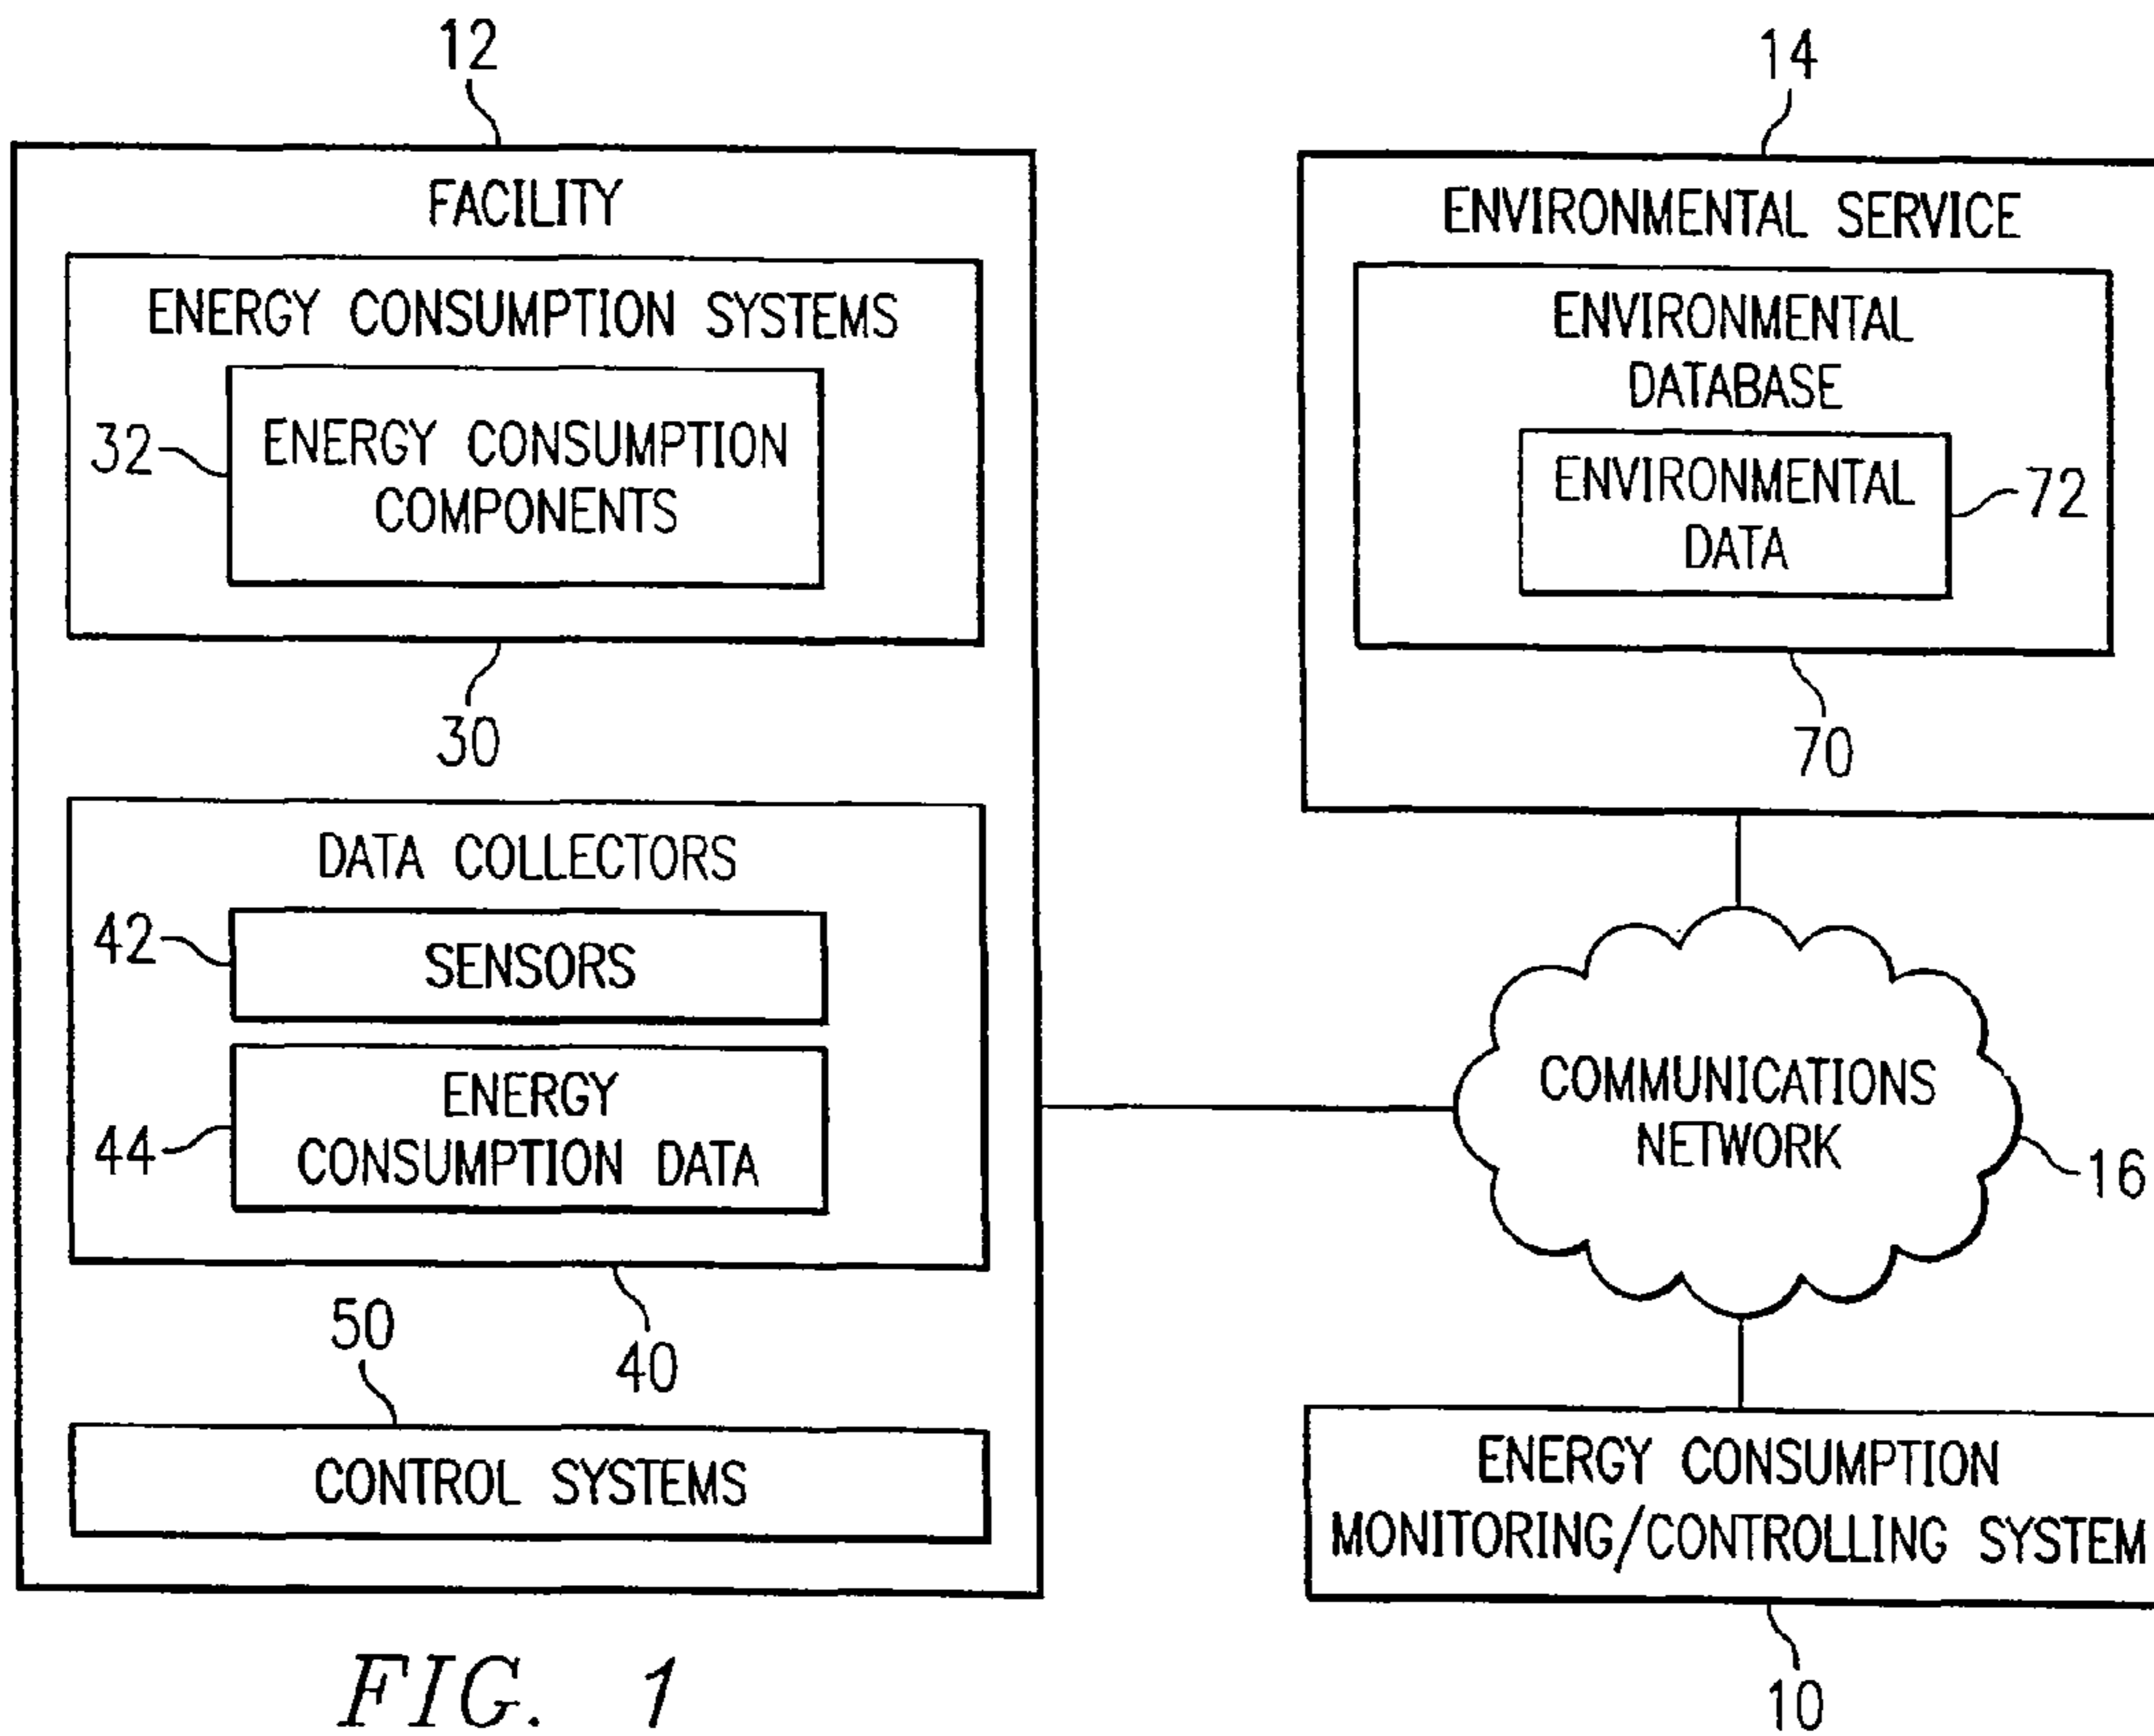 12
FACILITY
ENERGY CONSUMPTION SYSTEMS
32
ENERGY CONSUMPTION
COMPONENTS
30
DATA COLLECTORS
42
SENSORS
44
ENERGY
CONSUMPTION DATA
40
50
CONTROL SYSTEMS
14
ENVIRONMENTAL SERVICE
ENVIRONMENTAL
DATABASE
ENVIRONMENTAL
DATA
72
70
COMMUNICATIONS
NETWORK
16
ENERGY CONSUMPTION
MONITORING/CONTROLLING SYSTEM
10
FIG. 1